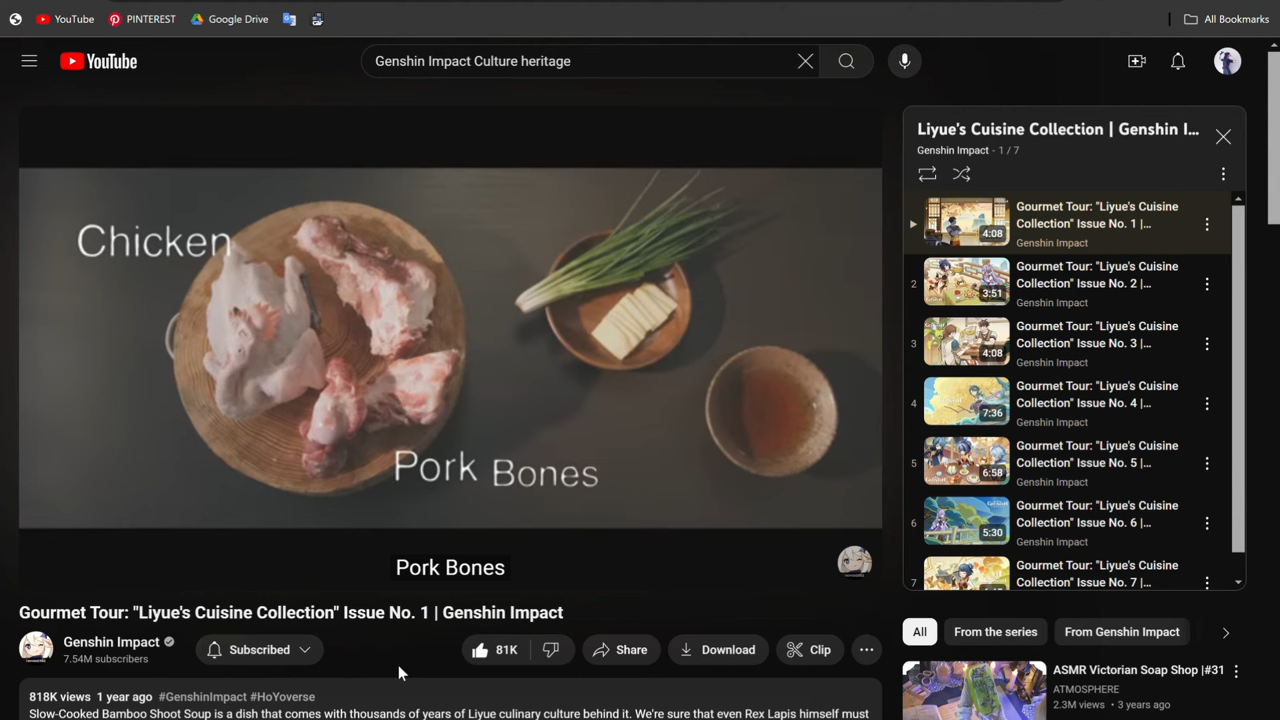 YouTube
PINTEREST
Google Drive
All Bookmarks
YouTube
Genshin Impact Culture heritage
Chicken
Pork Bones
Pork Bones
Gourmet Tour: "Liyue's Cuisine Collection" Issue No. 1 | Genshin Impact
Genshin Impact
7.54M subscribers
Subscribed
81K
Share
Download
Clip
818K views 1 year ago #GenshinImpact #HoYoverse
Slow-Cooked Bamboo Shoot Soup is a dish that comes with thousands of years of Liyue culinary culture behind it. We're sure that even Rex Lapis himself must
Liyue's Cuisine Collection | Genshin I...
Genshin Impact - 1 / 7
Gourmet Tour: "Liyue's Cuisine
Collection" Issue No. 1 |...
4:08
Genshin Impact
2
Gourmet Tour: "Liyue's Cuisine
Collection" Issue No. 2 |...
3:51
Genshin Impact
3
Gourmet Tour: "Liyue's Cuisine
Collection" Issue No. 3 |...
4:08
Genshin Impact
4
Gourmet Tour: "Liyue's Cuisine
Collection" Issue No. 4 |...
7:36
Genshin Impact
5
Gourmet Tour: "Liyue's Cuisine
Collection" Issue No. 5 |...
6:58
Genshin Impact
6
Gourmet Tour: "Liyue's Cuisine
Collection" Issue No. 6 |...
5:30
Genshin Impact
7
Gourmet Tour: "Liyue's Cuisine
Collection" Issue No. 7 |...
All
From the series
From Genshin Impact
ASMR Victorian Soap Shop |#31
ATMOSPHERE
2.3M views • 3 years ago